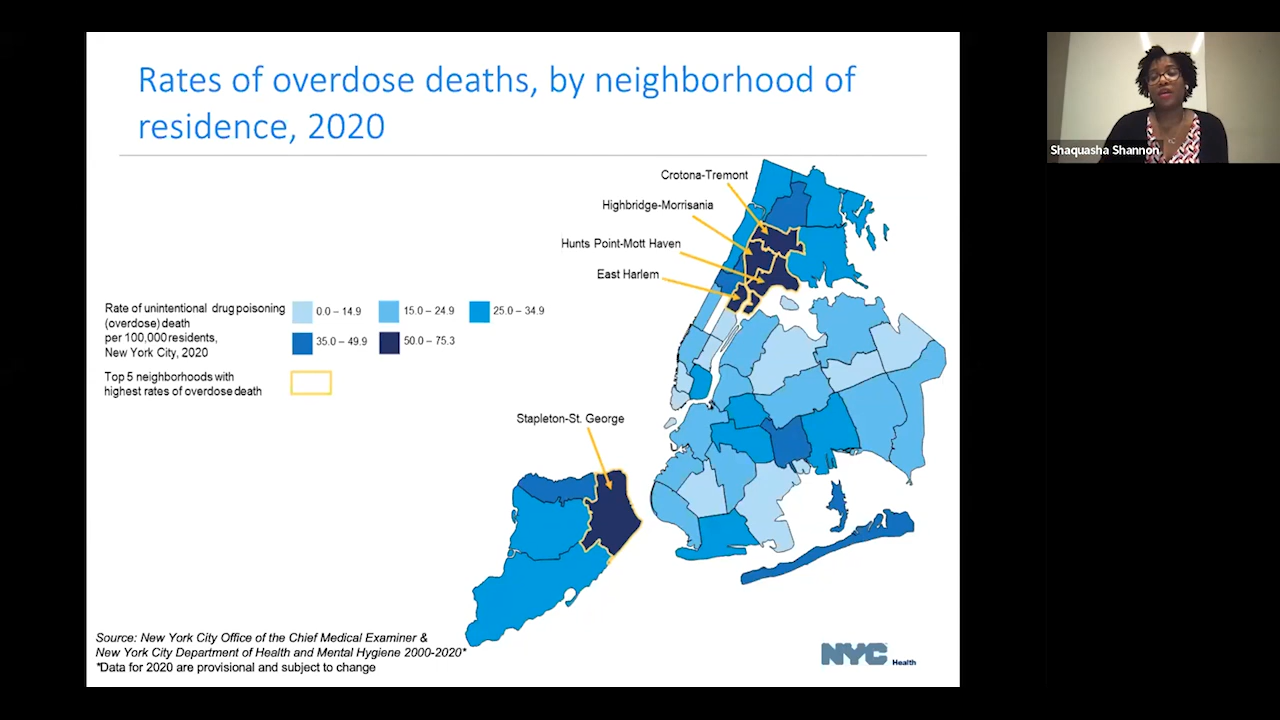 Rates of overdose deaths, by neighborhood of
residence, 2020
Shaquasha Shannon
Crotona-Tremont
Highbridge-Morrisania
Hunts Point-Mott Haven
East Harlem
Rate of unintentional drug poisoning
(overdose) death
per 100,000 residents,
New York City, 2020
0.0 – 14.9
15.0 – 24.9
25.0 – 34.9
35.0 – 49.9
50.0 – 75.3
Top 5 neighborhoods with
highest rates of overdose death
Stapleton-St. George
Source: New York City Office of the Chief Medical Examiner &
New York City Department of Health and Mental Hygiene 2000-2020*
*Data for 2020 are provisional and subject to change
NYC Health